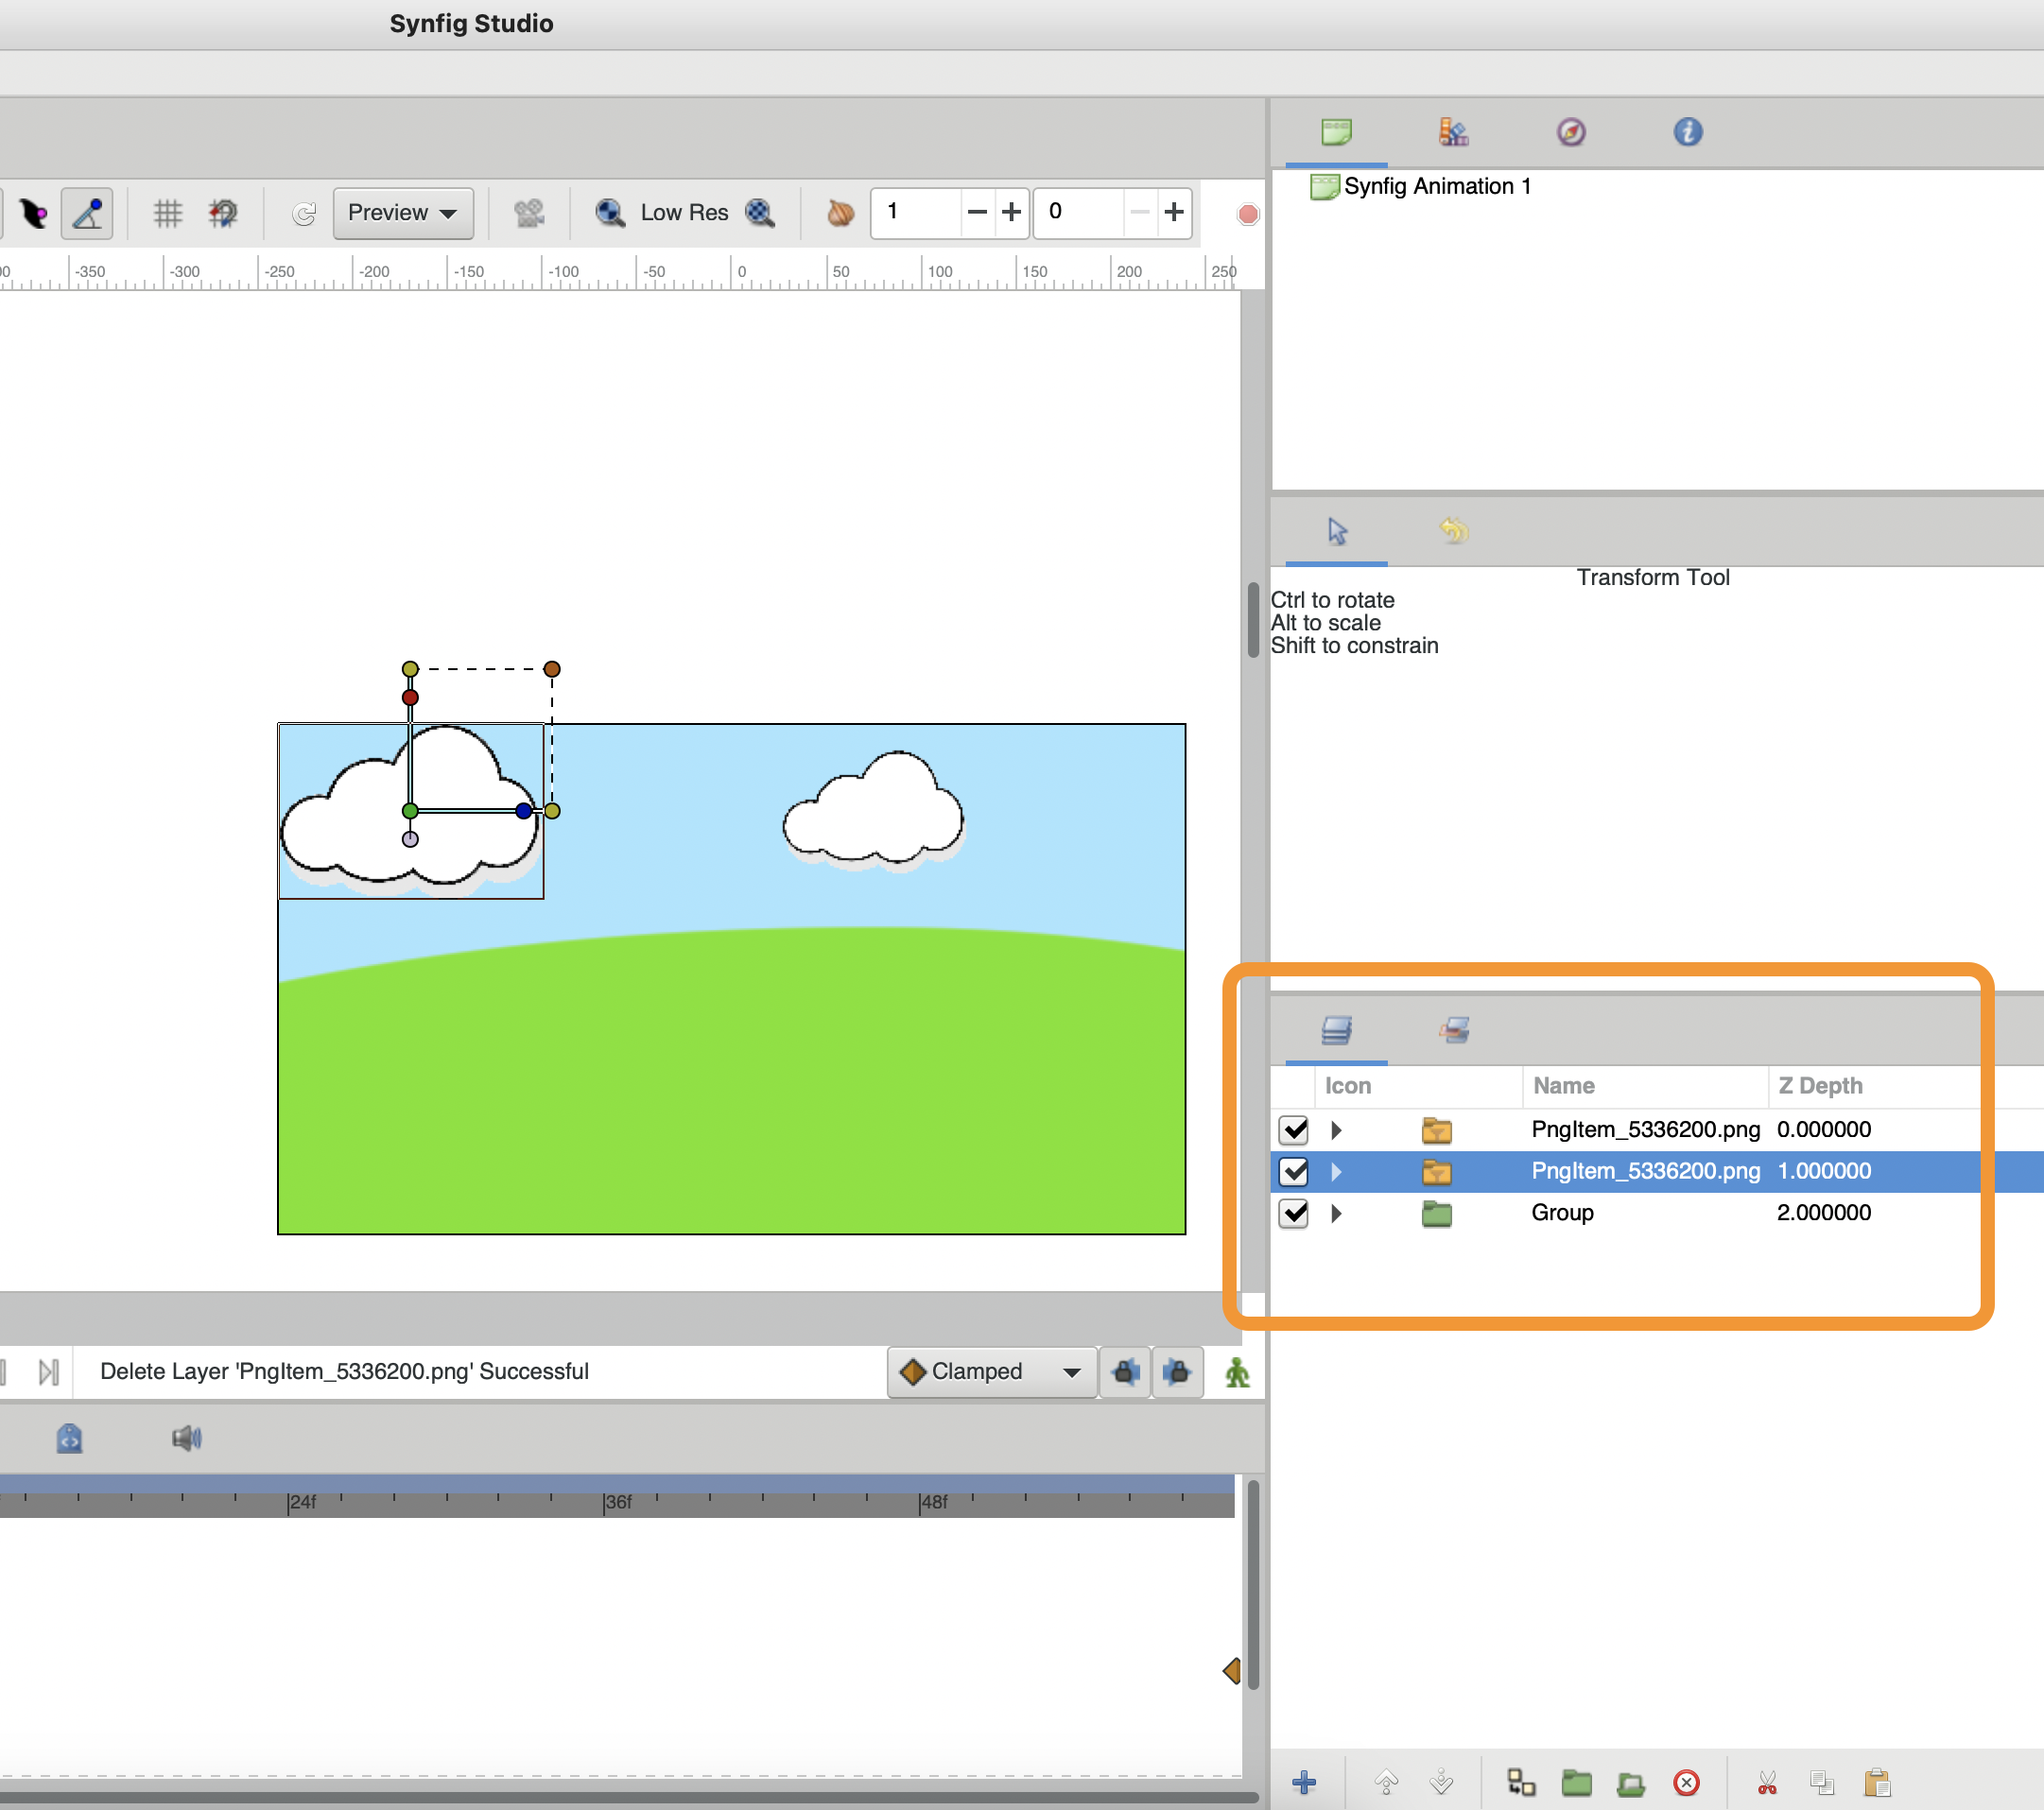 Synfig Studio
Preview
Low Res
1
0
-350 -300 -250 -200 -150 -100 -50 0 50 100 150 200 250
Synfig Animation 1
Transform Tool
Ctrl to rotate
Alt to scale
Shift to constrain
Icon Name Z Depth
PngItem_5336200.png 0.000000
PngItem_5336200.png 1.000000
Group 2.000000
Delete Layer 'PngItem_5336200.png' Successful
Clamped
24f 36f 48f